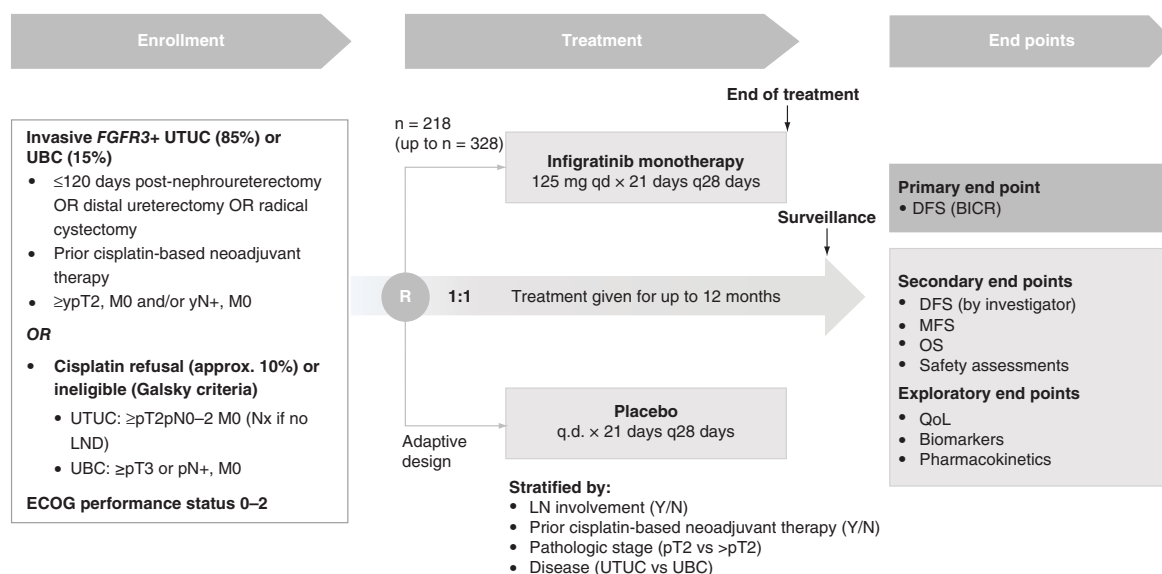 Enrollment
Treatment
End points
Invasive FGFR3+ UTUC (85%) or
UBC (15%)
• ≤120 days post-nephroureterectomy
OR distal ureterectomy OR radical
cystectomy
• Prior cisplatin-based neoadjuvant
therapy
• ≥ypT2, M0 and/or yN+, M0
OR
• Cisplatin refusal (approx. 10%) or
ineligible (Galsky criteria)
• UTUC: ≥pT2pN0–2 M0 (Nx if no
LND)
• UBC: ≥pT3 or pN+, M0
ECOG performance status 0–2
n = 218
(up to n = 328)
End of treatment
Infigratinib monotherapy
125 mg qd × 21 days q28 days
Surveillance
R
1:1
Treatment given for up to 12 months
Adaptive
design
Placebo
q.d. × 21 days q28 days
Stratified by:
• LN involvement (Y/N)
• Prior cisplatin-based neoadjuvant therapy (Y/N)
• Pathologic stage (pT2 vs >pT2)
• Disease (UTUC vs UBC)
Primary end point
• DFS (BICR)
Secondary end points
• DFS (by investigator)
• MFS
• OS
• Safety assessments
Exploratory end points
• QoL
• Biomarkers
• Pharmacokinetics